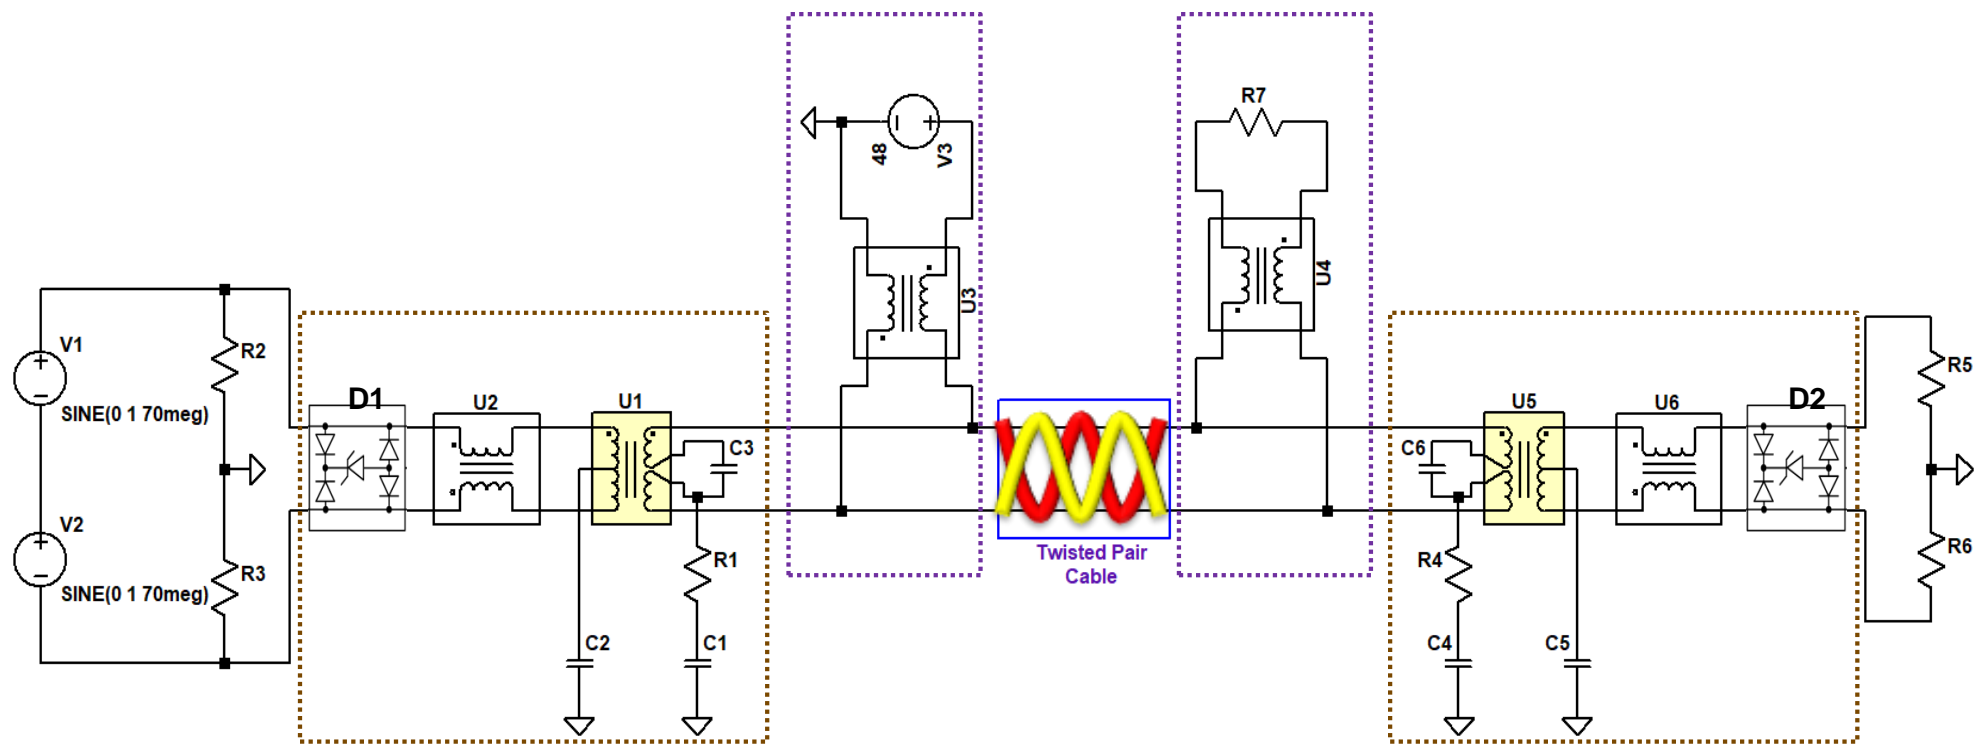 R7
48
V3
U3
U4
V1
R2
SINE(0 1 70meg)
D1
U2
U1
C3
V2
R3
SINE(0 1 70meg)
R1
C2
C1
Twisted Pair
Cable
C6
U5
U6
D2
R5
R4
R6
C4
C5